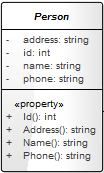 Person
- address: string
- id: int
- name: string
- phone: string
«property»
+ Id(): int
+ Address(): string
+ Name(): string
+ Phone(): string